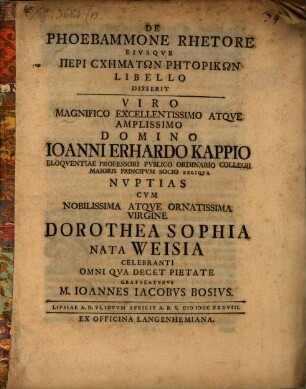 DE
PHOEBAMMONE RHETORE
EIVSQVE
ΠΕΡΙ ΣΧΗΜΑΤΩΝ ΡΗΤΟΡΙΚΩΝ
LIBELLO
DISSERIT
VIRO
MAGNIFICO EXCELLENTISSIMO ATQVE
AMPLISSIMO
DOMINO
IOANNI ERHARDO KAPPIO
ELOQVENTIAE PROFESSORI PVBLICO ORDINARIO COLLEGII
MAIORIS PRINCIPVM SOCIO RELIQVA
NVPTIAS
CVM
NOBILISSIMA ATQVE ORNATISSIMA
VIRGINE
DOROTHEA SOPHIA
NATA WEISIA
CELEBRANTI
OMNI QVA DECET PIETATE
GRATVLATVRVS
M. IOANNES IACOBVS BOSIVS.
LIPSIAE A. D. VI. IDVVM APRILIS A. R. S. CIƆIƆCC XXXVIII.
EX OFFICINA LANGENHEMIANA.